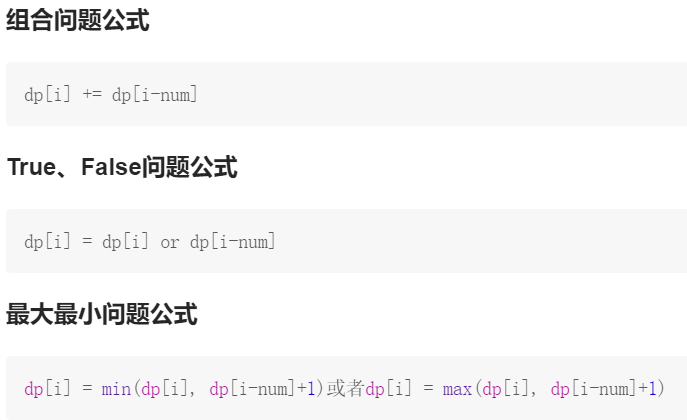 组合问题公式
dp[i] += dp[i-num]
True、False问题公式
dp[i] = dp[i] or dp[i-num]
最大最小问题公式
dp[i] = min(dp[i], dp[i-num]+1)或者dp[i] = max(dp[i], dp[i-num]+1)